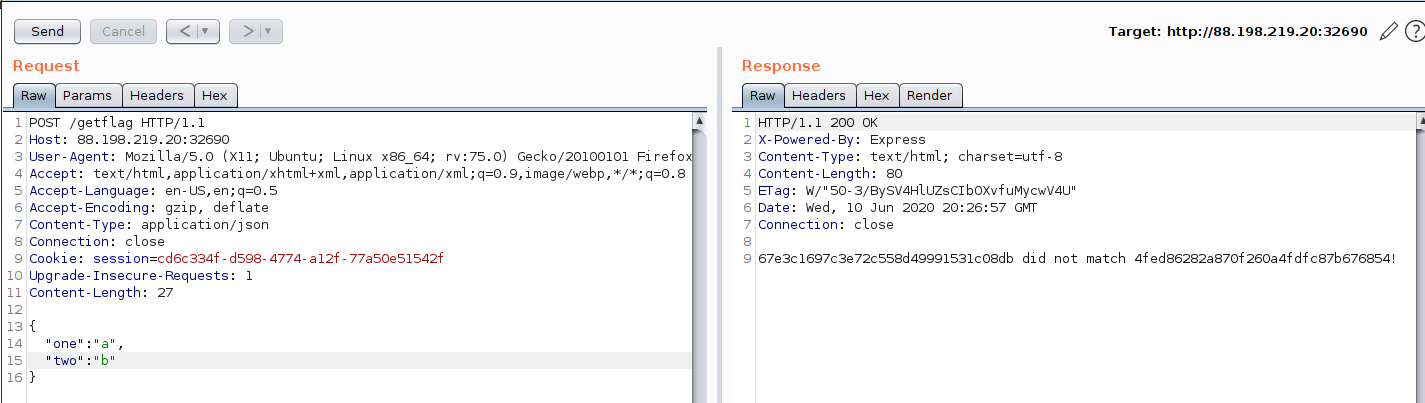 Send Cancel < | ▾ > | ▾ Target: http://88.198.219.20:32690 ?
Request
Raw Params Headers Hex
1 POST /getflag HTTP/1.1
2 Host: 88.198.219.20:32690
3 User-Agent: Mozilla/5.0 (X11; Ubuntu; Linux x86_64; rv:75.0) Gecko/20100101 Firefox
4 Accept: text/html,application/xhtml+xml,application/xml;q=0.9,image/webp,*/*;q=0.8
5 Accept-Language: en-US,en;q=0.5
6 Accept-Encoding: gzip, deflate
7 Content-Type: application/json
8 Connection: close
9 Cookie: session=cd6c334f-d598-4774-a12f-77a50e51542f
10 Upgrade-Insecure-Requests: 1
11 Content-Length: 27
12
13 {
14 "one":"a",
15 "two":"b"
16 }
Response
Raw Headers Hex Render
1 HTTP/1.1 200 OK
2 X-Powered-By: Express
3 Content-Type: text/html; charset=utf-8
4 Content-Length: 80
5 ETag: W/"50-3/BySV4HlUZsCIbOXvfuMycwV4U"
6 Date: Wed, 10 Jun 2020 20:26:57 GMT
7 Connection: close
8
9 67e3c1697c3e72c558d49991531c08db did not match 4fed86282a870f260a4fdfc87b676854!